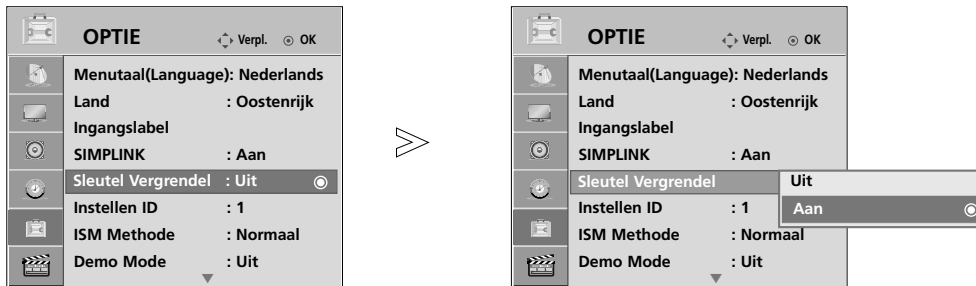 OPTIE Verpl. OK
Menutaal(Language): Nederlands
Land : Oostenrijk
Ingangslabel
SIMPLINK : Aan
Sleutel Vergrendel : Uit
Instellen ID : 1
ISM Methode : Normaal
Demo Mode : Uit
OPTIE Verpl. OK
Menutaal(Language): Nederlands
Land : Oostenrijk
Ingangslabel
SIMPLINK : Aan
Sleutel Vergrendel Uit
Instellen ID : 1 Aan
ISM Methode : Normaal
Demo Mode : Uit